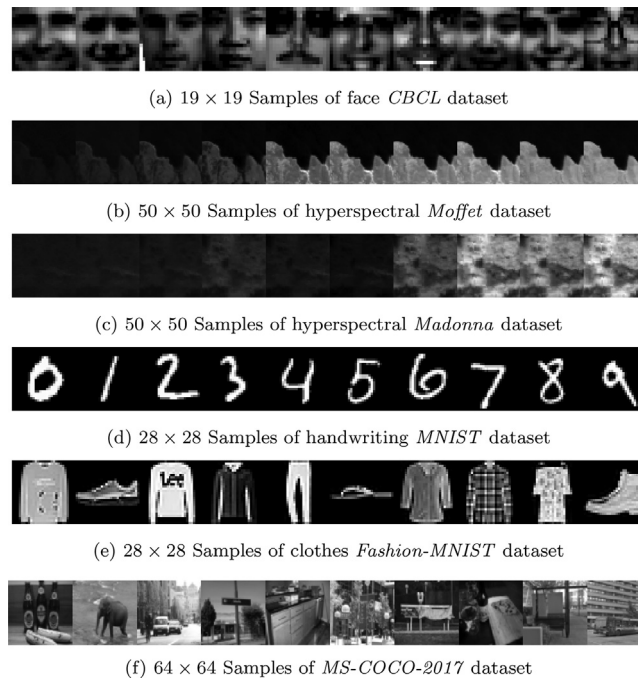 (a) 19 × 19 Samples of face CBCL dataset
(b) 50 × 50 Samples of hyperspectral Moffet dataset
(c) 50 × 50 Samples of hyperspectral Madonna dataset
0 1 2 3 4 5 6 7 8 9
(d) 28 × 28 Samples of handwriting MNIST dataset
Lee
(e) 28 × 28 Samples of clothes Fashion-MNIST dataset
(f) 64 × 64 Samples of MS-COCO-2017 dataset